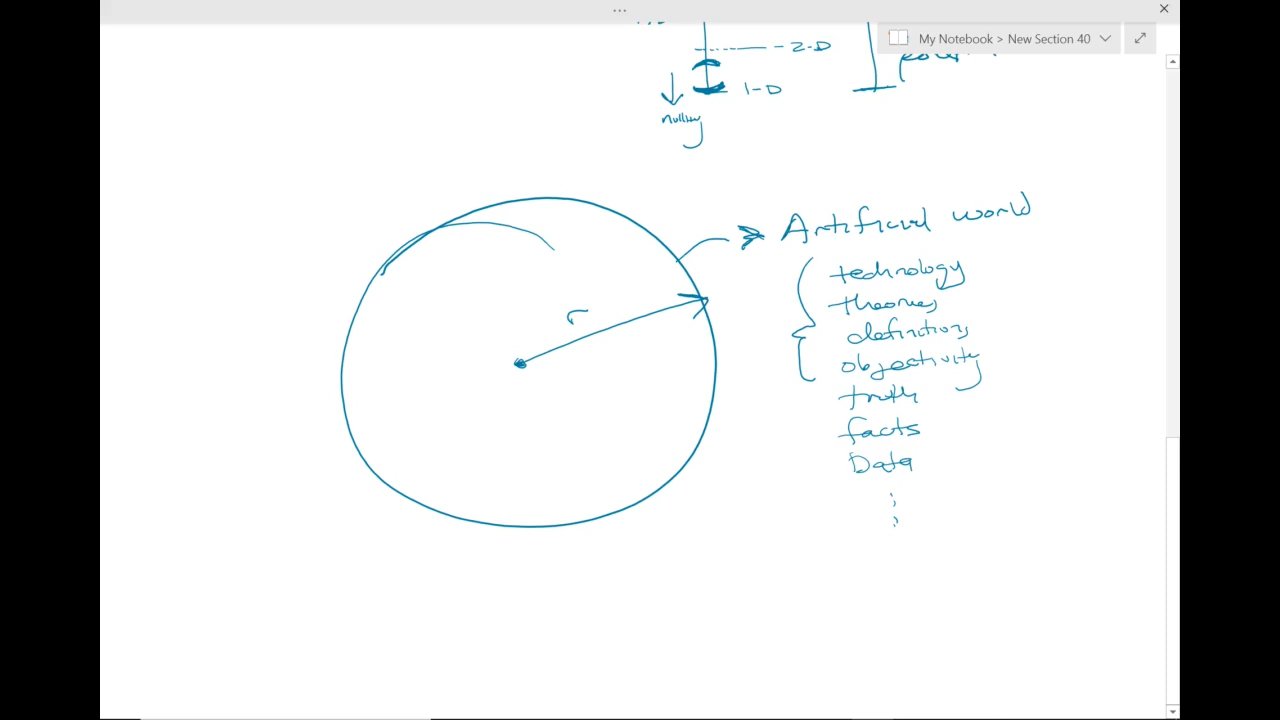 My Notebook > New Section 40
2-D
1-D
nullity
Artificial world
technology
theories
definitions
objectivity
truth
facts
Data
r